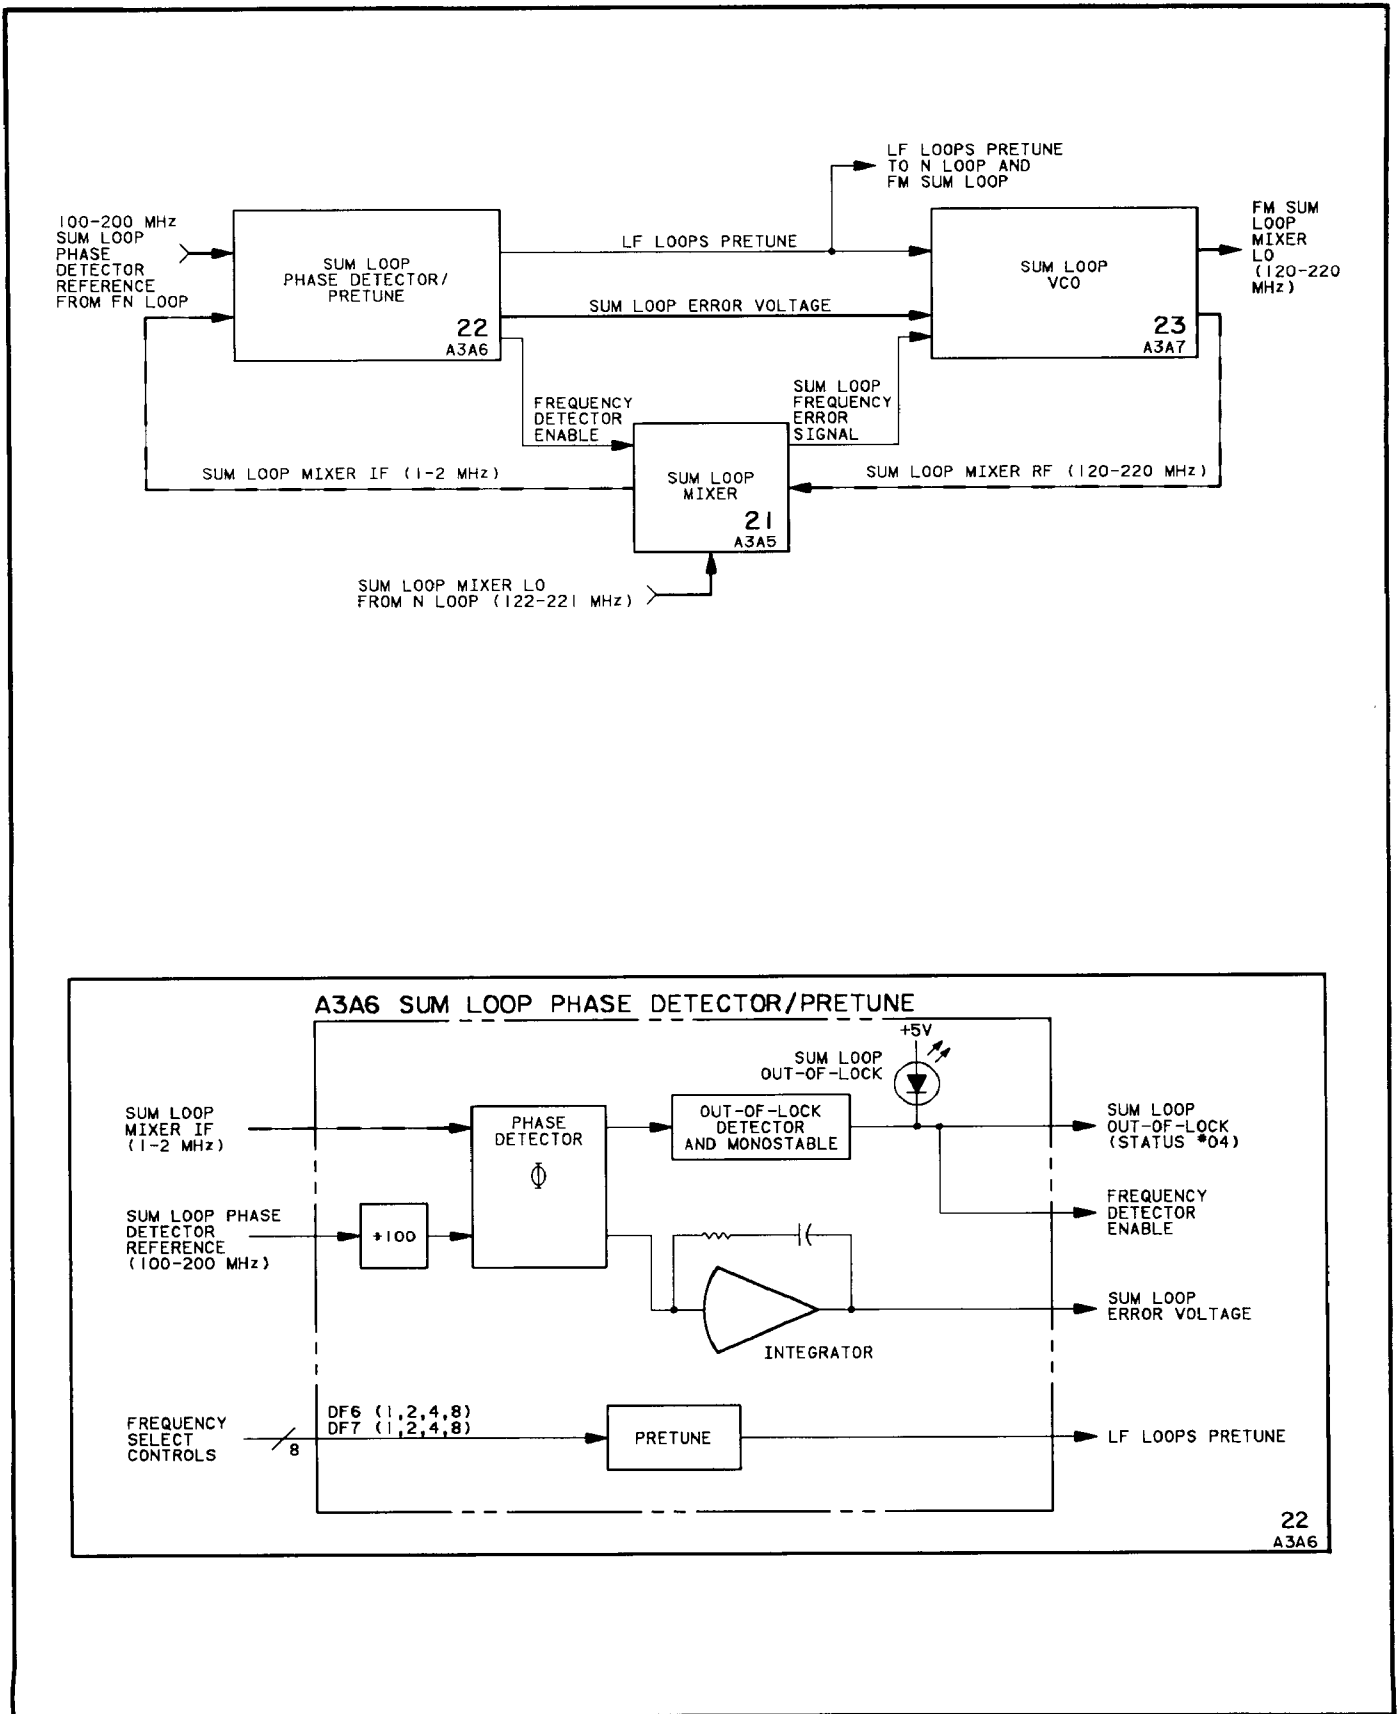 LF LOOPS PRETUNE
TO N LOOP AND
FM SUM LOOP
100-200 MHz
SUM LOOP
PHASE
DETECTOR
REFERENCE
FROM FN LOOP
SUM LOOP
PHASE DETECTOR/
PRETUNE
22
A3A6
LF LOOPS PRETUNE
SUM LOOP ERROR VOLTAGE
SUM LOOP
VCO
23
A3A7
FM SUM
LOOP
MIXER
LO
(120-220
MHz)
FREQUENCY
DETECTOR
ENABLE
SUM LOOP
FREQUENCY
ERROR
SIGNAL
SUM LOOP MIXER IF (1-2 MHz)
SUM LOOP
MIXER
21
A3A5
SUM LOOP MIXER RF (120-220 MHz)
SUM LOOP MIXER LO
FROM N LOOP (122-221 MHz)
A3A6 SUM LOOP PHASE DETECTOR/PRETUNE
+5V
SUM LOOP
OUT-OF-LOCK
SUM LOOP
MIXER IF
(1-2 MHz)
PHASE
DETECTOR
Φ
OUT-OF-LOCK
DETECTOR
AND MONOSTABLE
SUM LOOP
OUT-OF-LOCK
(STATUS #04)
SUM LOOP PHASE
DETECTOR
REFERENCE
(100-200 MHz)
÷100
FREQUENCY
DETECTOR
ENABLE
INTEGRATOR
SUM LOOP
ERROR VOLTAGE
FREQUENCY
SELECT
CONTROLS
8
DF6 (1,2,4,8)
DF7 (1,2,4,8)
PRETUNE
LF LOOPS PRETUNE
22
A3A6